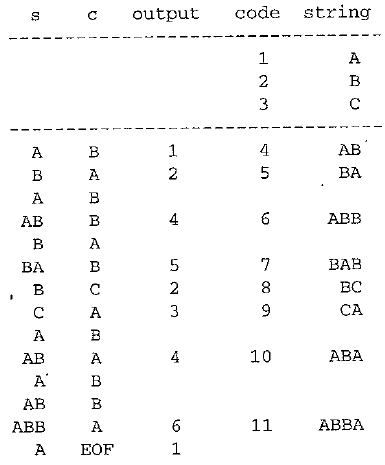 s c output code string
1 A
2 B
3 C
A B 1 4 AB
B A 2 5 BA
A B
AB B 4 6 ABB
B A
BA B 5 7 BAB
B C 2 8 BC
C A 3 9 CA
A B
AB A 4 10 ABA
A B
AB B
ABB A 6 11 ABBA
A EOF 1